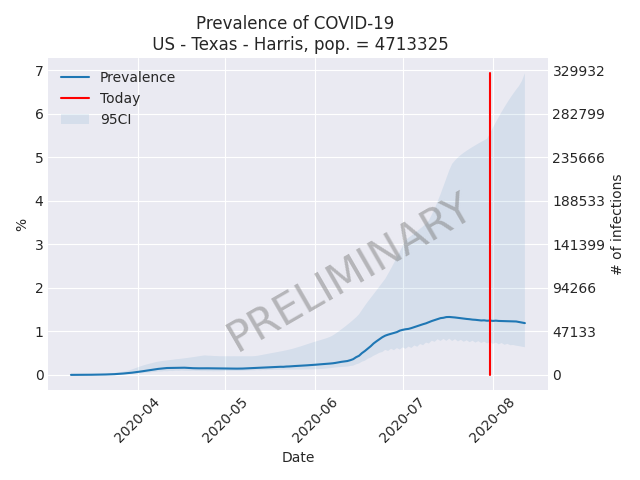 Prevalence of COVID-19
US - Texas - Harris, pop. = 4713325
7
6
5
4
3
2
1
0
%
Prevalence
Today
95CI
PRELIMINARY
329932
282799
235666
188533
141399
94266
47133
0
# of infections
2020-04
2020-05
2020-06
2020-07
2020-08
Date